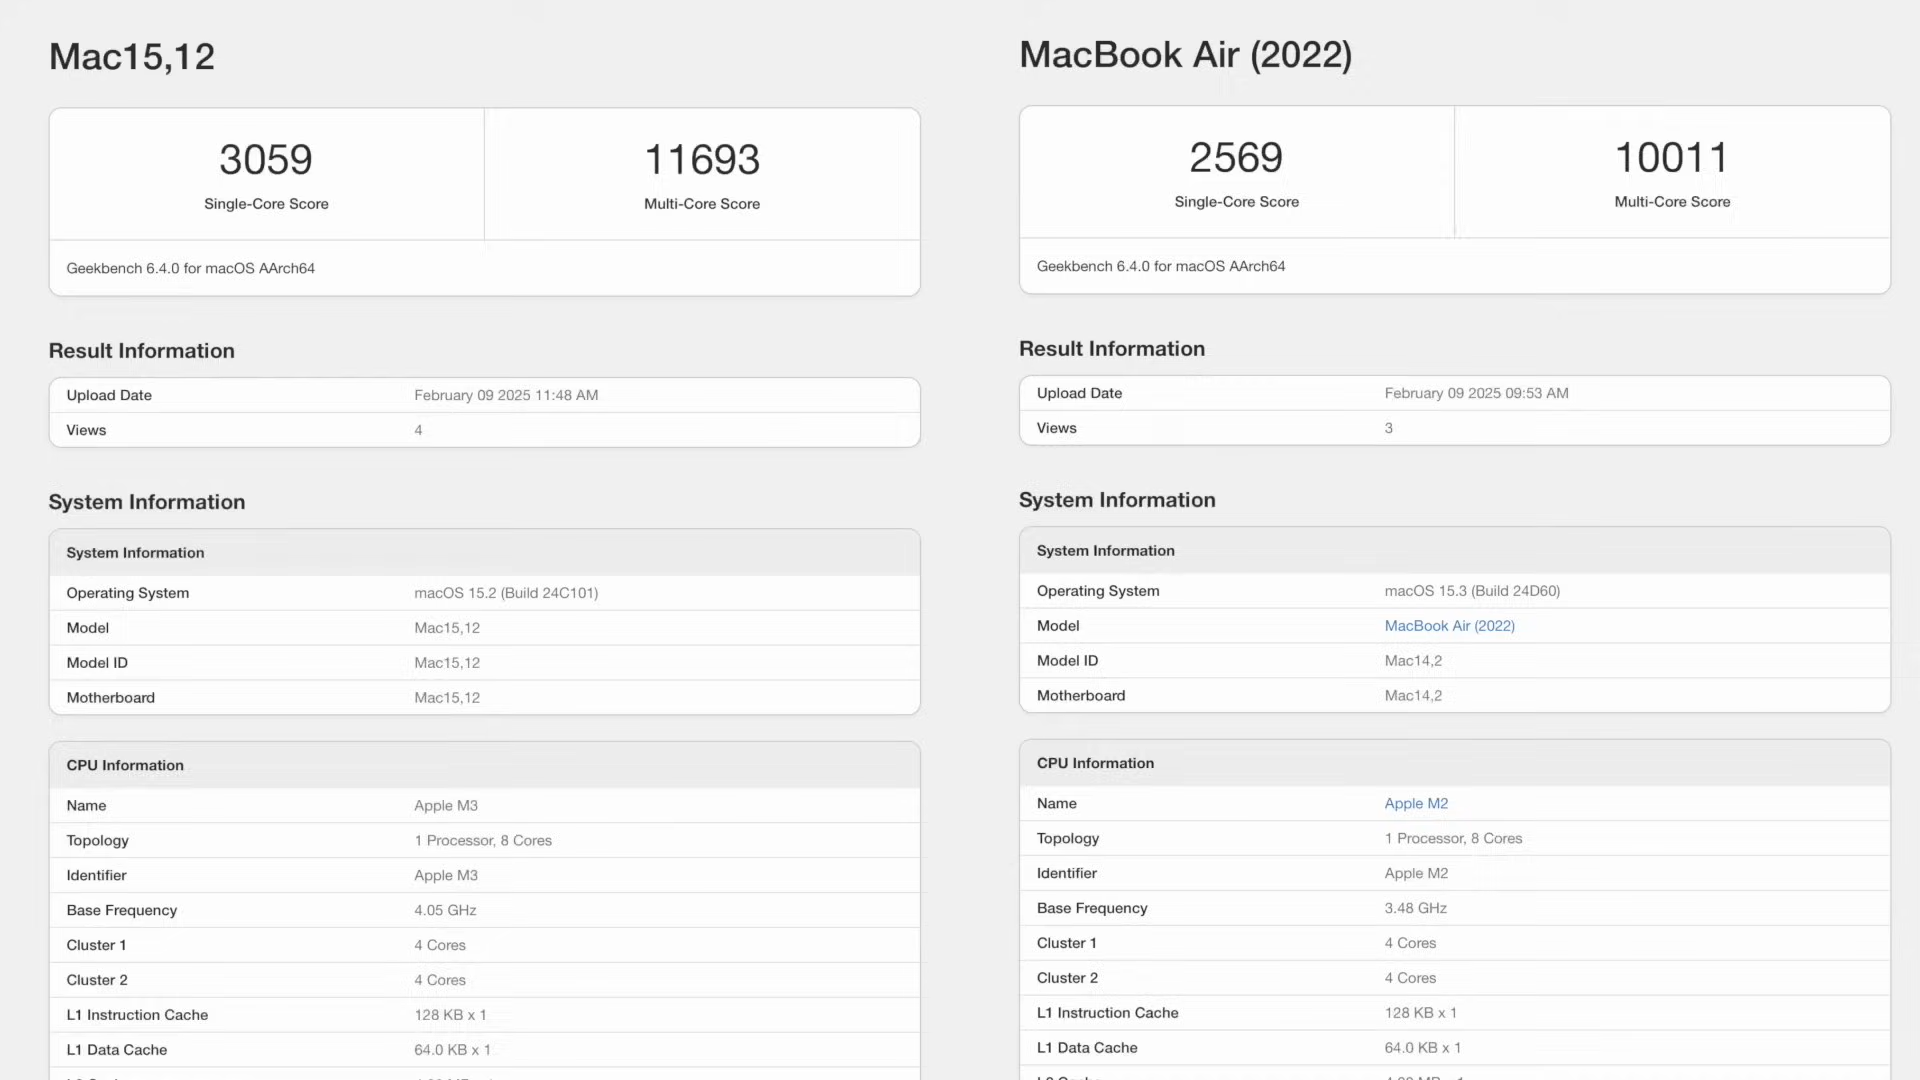 Mac15,12
3059
Single-Core Score
11693
Multi-Core Score
Geekbench 6.4.0 for macOS AArch64
Result Information
Upload Date February 09 2025 11:48 AM
Views 4
System Information
System Information
Operating System macOS 15.2 (Build 24C101)
Model Mac15,12
Model ID Mac15,12
Motherboard Mac15,12
CPU Information
Name Apple M3
Topology 1 Processor, 8 Cores
Identifier Apple M3
Base Frequency 4.05 GHz
Cluster 1 4 Cores
Cluster 2 4 Cores
L1 Instruction Cache 128 KB x 1
L1 Data Cache 64.0 KB x 1
MacBook Air (2022)
2569
Single-Core Score
10011
Multi-Core Score
Geekbench 6.4.0 for macOS AArch64
Result Information
Upload Date February 09 2025 09:53 AM
Views 3
System Information
System Information
Operating System macOS 15.3 (Build 24D60)
Model MacBook Air (2022)
Model ID Mac14,2
Motherboard Mac14,2
CPU Information
Name Apple M2
Topology 1 Processor, 8 Cores
Identifier Apple M2
Base Frequency 3.48 GHz
Cluster 1 4 Cores
Cluster 2 4 Cores
L1 Instruction Cache 128 KB x 1
L1 Data Cache 64.0 KB x 1